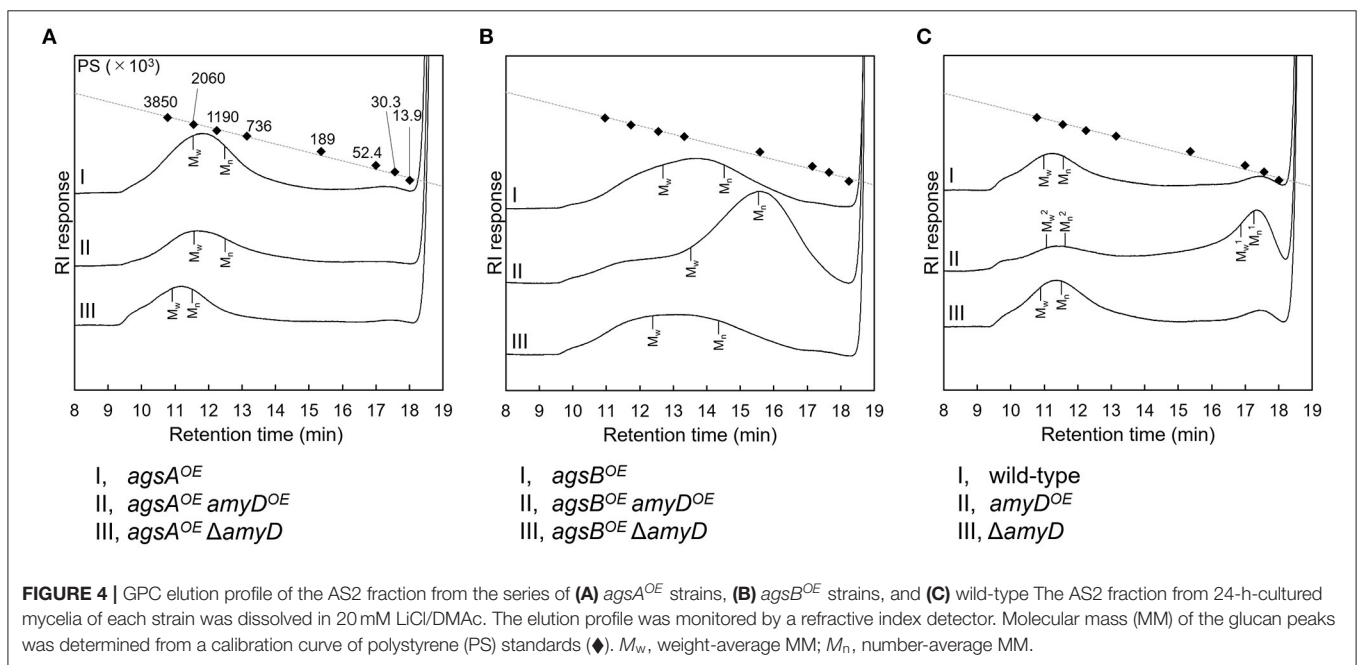 A
B
C
PS (×10³)
3850
2060
1190
736
189
52.4
30.3
13.9
RI response
I
Mw
Mn
II
Mw
Mn
III
Mw
Mn
8 9 10 11 12 13 14 15 16 17 18 19
Retention time (min)
I, agsA^OE
II, agsA^OE amyD^OE
III, agsA^OE ΔamyD
RI response
I
Mw
Mn
II
Mw
Mn
III
Mw
Mn
8 9 10 11 12 13 14 15 16 17 18 19
Retention time (min)
I, agsB^OE
II, agsB^OE amyD^OE
III, agsB^OE ΔamyD
RI response
I
Mw
Mn
II
Mw²
Mn²
Mw¹
Mn¹
III
Mw
Mn
8 9 10 11 12 13 14 15 16 17 18 19
Retention time (min)
I, wild-type
II, amyD^OE
III, ΔamyD
FIGURE 4 | GPC elution profile of the AS2 fraction from the series of (A) agsA^OE strains, (B) agsB^OE strains, and (C) wild-type The AS2 fraction from 24-h-cultured
mycelia of each strain was dissolved in 20 mM LiCl/DMAc. The elution profile was monitored by a refractive index detector. Molecular mass (MM) of the glucan peaks
was determined from a calibration curve of polystyrene (PS) standards (◆). Mw, weight-average MM; Mn, number-average MM.